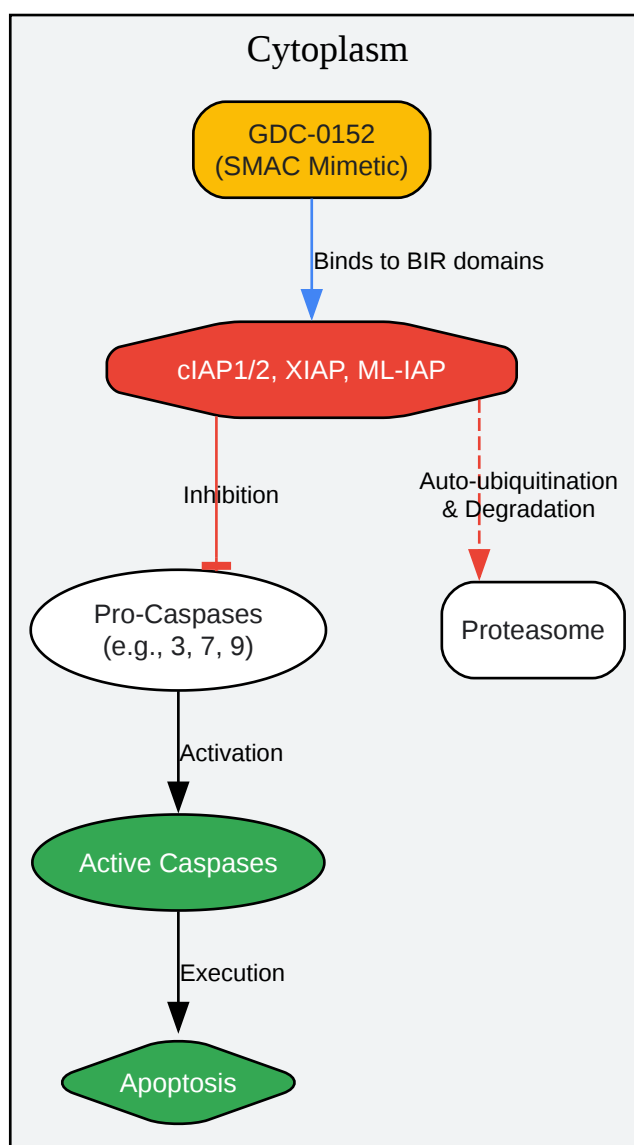 Cytoplasm
GDC-0152
(SMAC Mimetic)
Binds to BIR domains
cIAP1/2, XIAP, ML-IAP
Inhibition
Auto-ubiquitination
& Degradation
Pro-Caspases
(e.g., 3, 7, 9)
Proteasome
Activation
Active Caspases
Execution
Apoptosis